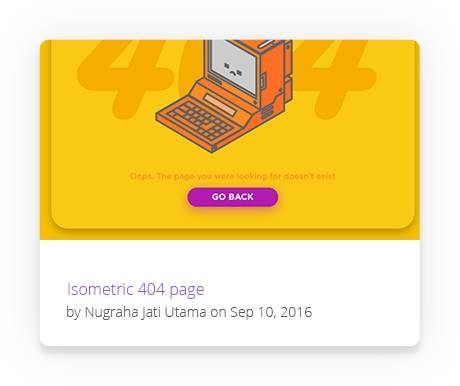 404
Oops. The page you were looking for doesn't exist
GO BACK
Isometric 404 page
by Nugraha Jati Utama on Sep 10, 2016